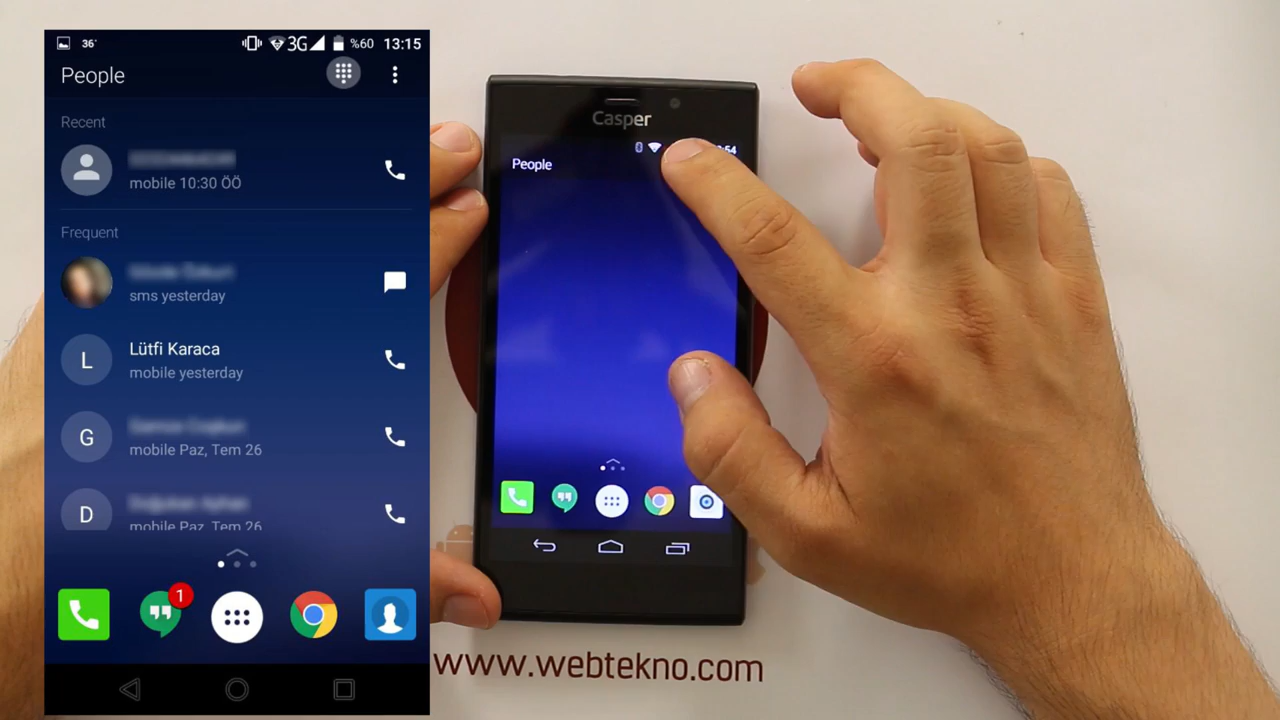 36°
3G
%60
13:15
People
Recent
mobile 10:30 ÖÖ
Frequent
sms yesterday
L
Lütfi Karaca
mobile yesterday
G
mobile Paz, Tem 26
D
mobile Paz, Tem 26
1
Casper
:54
People
www.webtekno.com